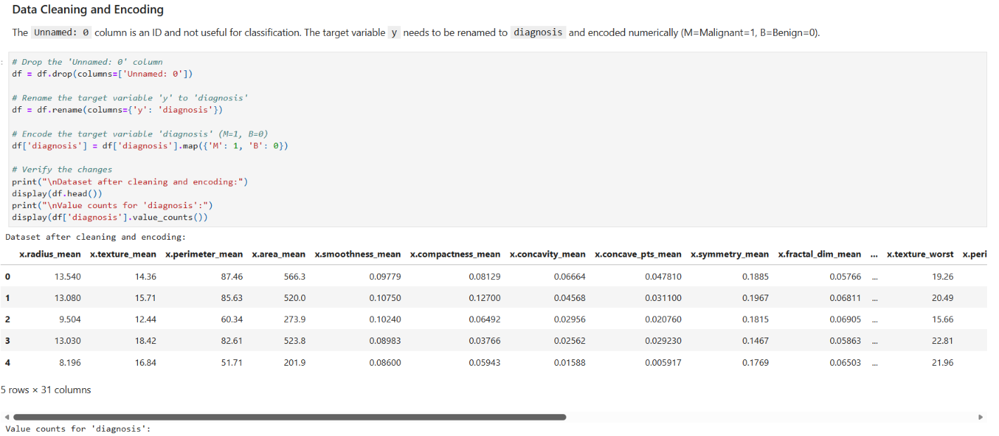 Data Cleaning and Encoding
The Unnamed: 0 column is an ID and not useful for classification. The target variable y needs to be renamed to diagnosis and encoded numerically (M=Malignant=1, B=Benign=0).
:
# Drop the 'Unnamed: 0' column
df = df.drop(columns=['Unnamed: 0'])
# Rename the target variable 'y' to 'diagnosis'
df = df.rename(columns={'y': 'diagnosis'})
# Encode the target variable 'diagnosis' (M=1, B=0)
df['diagnosis'] = df['diagnosis'].map({'M': 1, 'B': 0})
# Verify the changes
print("\nDataset after cleaning and encoding:")
display(df.head())
print("\nValue counts for 'diagnosis':")
display(df['diagnosis'].value_counts())
Dataset after cleaning and encoding:
x.radius_mean x.texture_mean x.perimeter_mean x.area_mean x.smoothness_mean x.compactness_mean x.concavity_mean x.concave_pts_mean x.symmetry_mean x.fractal_dim_mean ... x.texture_worst x.peri
0 13.540 14.36 87.46 566.3 0.09779 0.08129 0.06664 0.047810 0.1885 0.05766 ... 19.26
1 13.080 15.71 85.63 520.0 0.10750 0.12700 0.04568 0.031100 0.1967 0.06811 ... 20.49
2 9.504 12.44 60.34 273.9 0.10240 0.06492 0.02956 0.020760 0.1815 0.06905 ... 15.66
3 13.030 18.42 82.61 523.8 0.08983 0.03766 0.02562 0.029230 0.1467 0.05863 ... 22.81
4 8.196 16.84 51.71 201.9 0.08600 0.05943 0.01588 0.005917 0.1769 0.06503 ... 21.96
5 rows × 31 columns
Value counts for 'diagnosis':